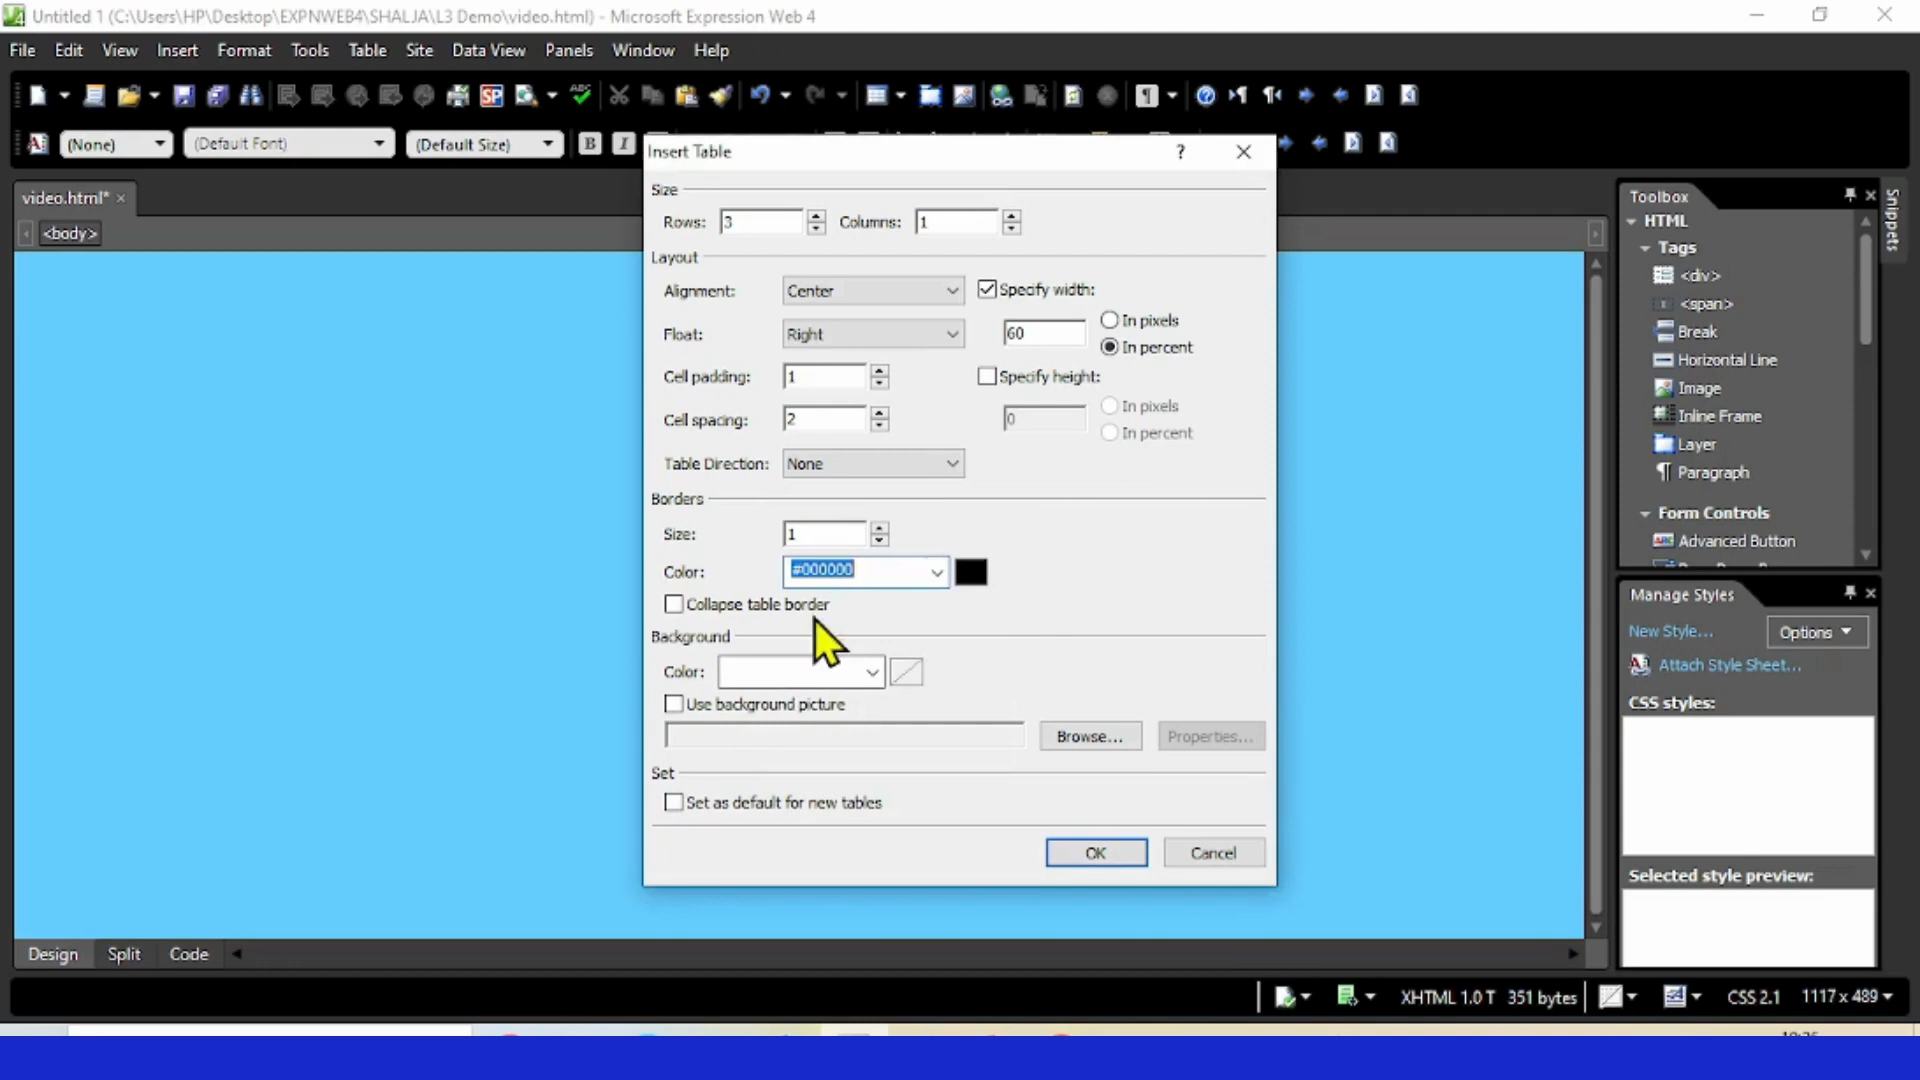 Untitled 1 (C:\Users\HP\Desktop\EXPNWEB4\SHALJA\L3 Demo\video.html) - Microsoft Expression Web 4
File Edit View Insert Format Tools Table Site Data View Panels Window Help
(None) (Default Font) (Default Size) B I
video.html*
<body>
Insert Table ?
Size
Rows: 3 Columns: 1
Layout
Alignment: Center Specify width:
Float: Right 60 In pixels
In percent
Cell padding: 1 Specify height:
Cell spacing: 2 0 In pixels
In percent
Table Direction: None
Borders
Size: 1
Color: #000000
Collapse table border
Background
Color:
Use background picture
Browse... Properties...
Set
Set as default for new tables
OK Cancel
Toolbox
HTML
Tags
<div>
<span>
Break
Horizontal Line
Image
Inline Frame
Layer
Paragraph
Form Controls
Advanced Button
Snippets
Manage Styles
New Style... Options
Attach Style Sheet...
CSS styles:
Selected style preview:
Design Split Code
XHTML 1.0 T 351 bytes CSS 2.1 1117 x 489